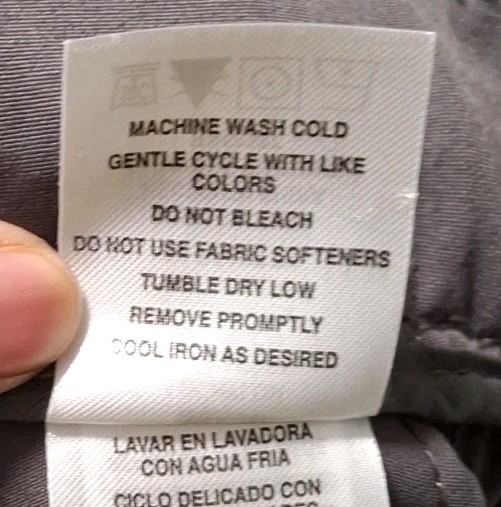 MACHINE WASH COLD
GENTLE CYCLE WITH LIKE
COLORS
DO NOT BLEACH
DO NOT USE FABRIC SOFTENERS
TUMBLE DRY LOW
REMOVE PROMPTLY
COOL IRON AS DESIRED
LAVAR EN LAVADORA
CON AGUA FRIA
CICLO DELICADO CON